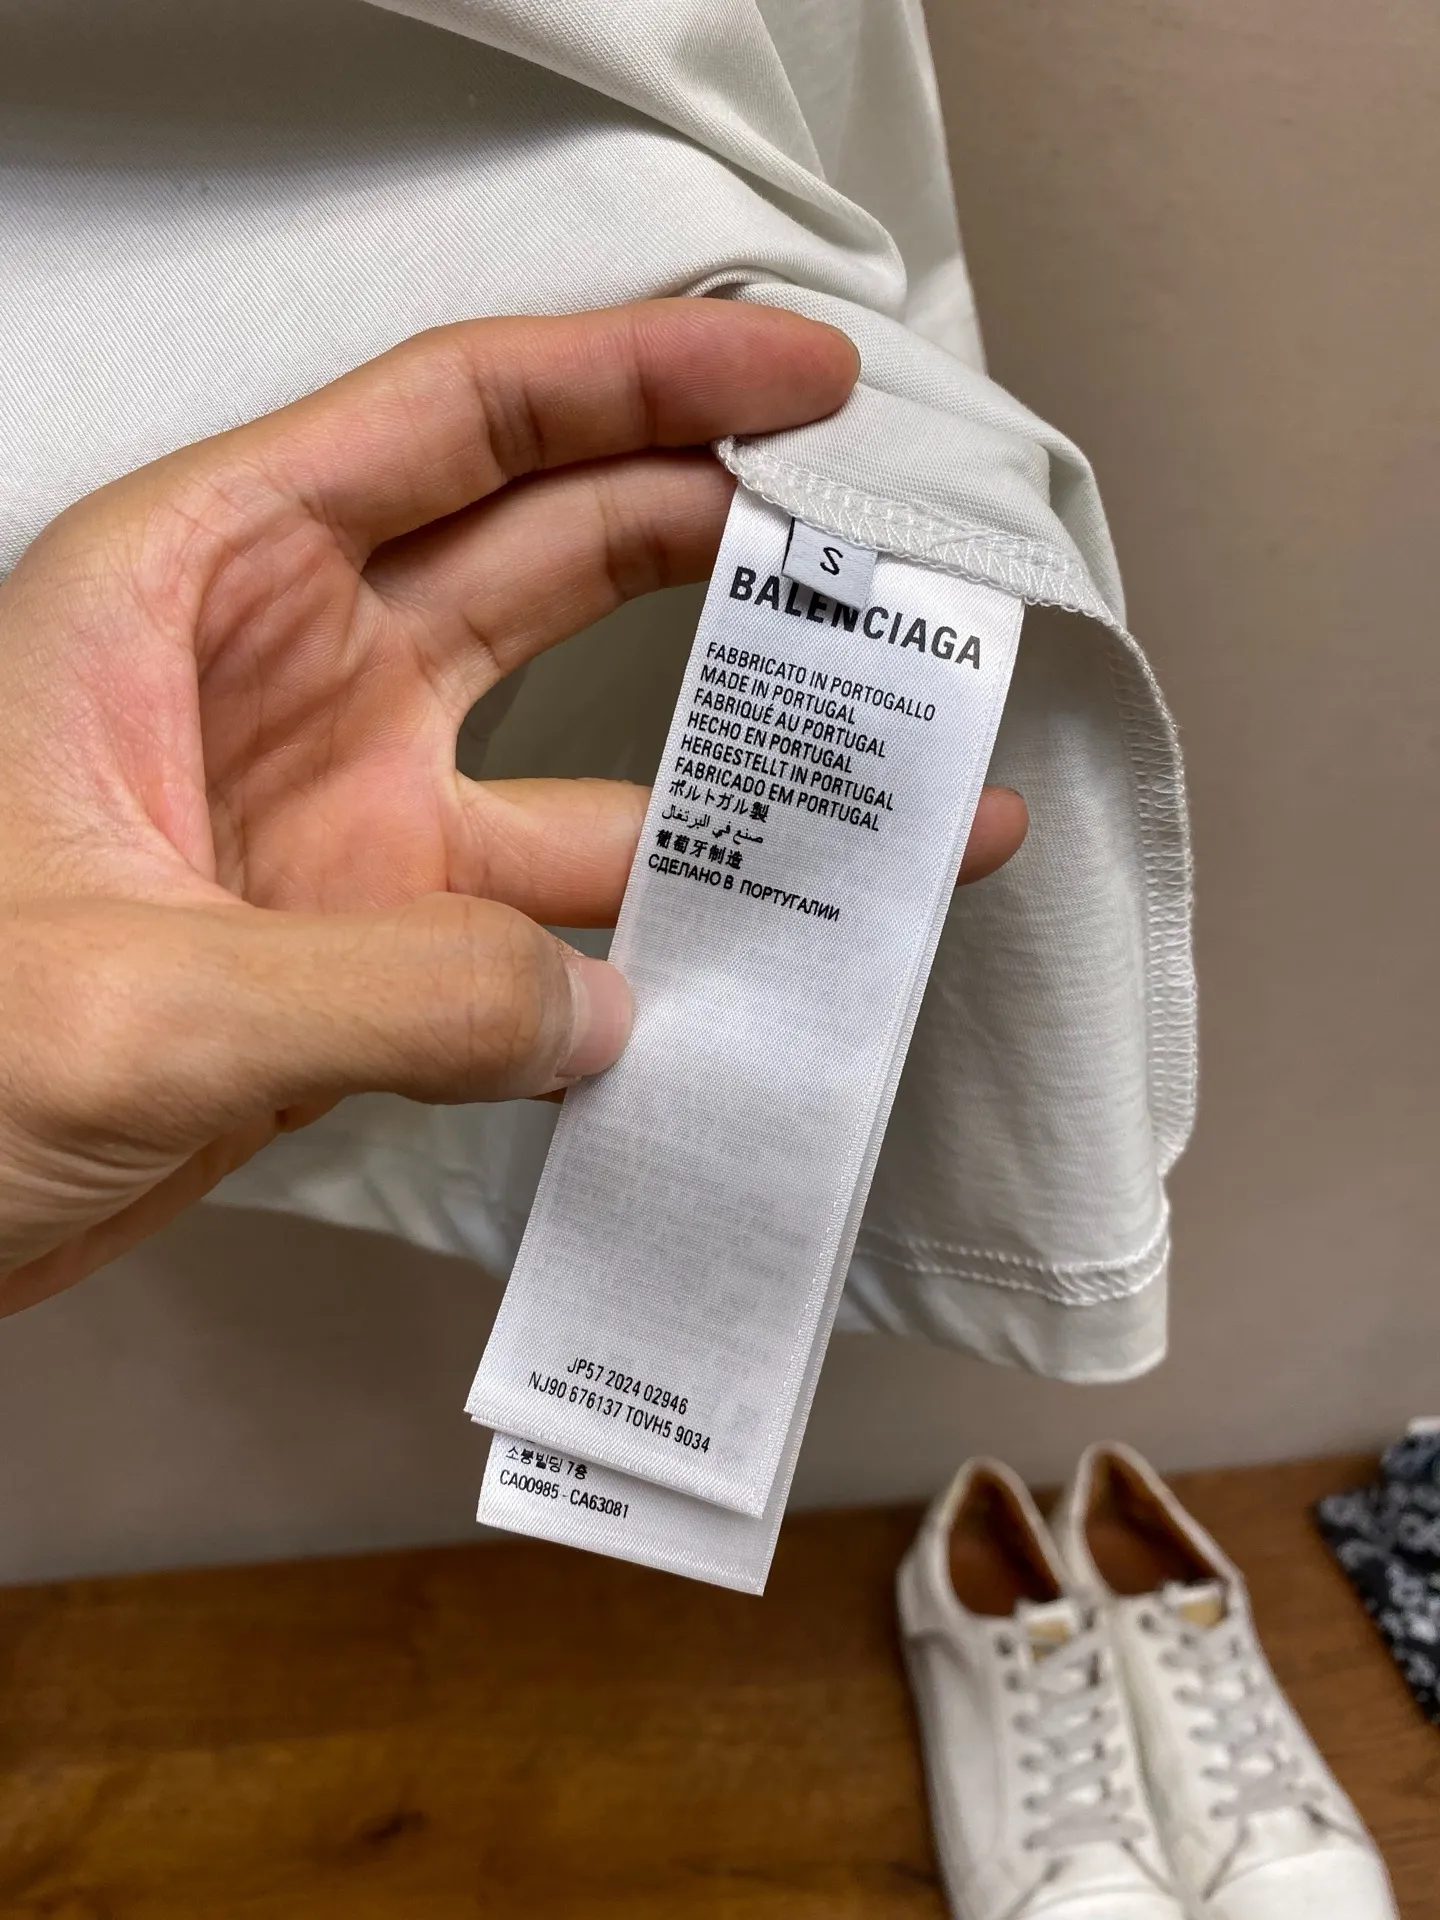 S
BALENCIAGA
FABBRICATO IN PORTOGALLO
MADE IN PORTUGAL
FABRIQUÉ AU PORTUGAL
HECHO EN PORTUGAL
HERGESTELLT IN PORTUGAL
FABRICADO EM PORTUGAL
ポルトガル製
صنع في البرتغال
葡萄牙制造
СДЕЛАНО В ПОРТУГАЛИИ
JP57 2024 02946
NJ90 676137 TOVH5 9034
소봉빌딩 7층
CA00985 - CA63081